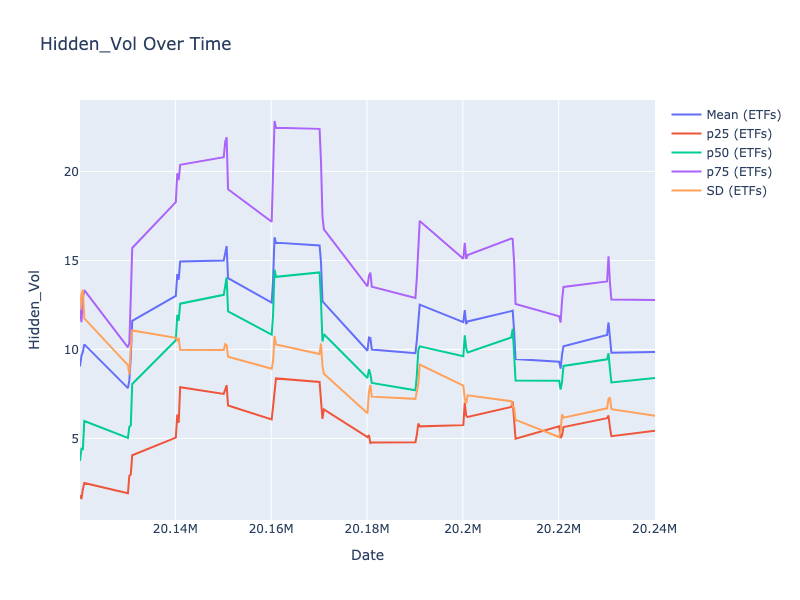 Hidden_Vol Over Time
Mean (ETFs)
p25 (ETFs)
p50 (ETFs)
p75 (ETFs)
SD (ETFs)
Hidden_Vol
20
15
10
5
20.14M
20.16M
20.18M
20.2M
20.22M
20.24M
Date